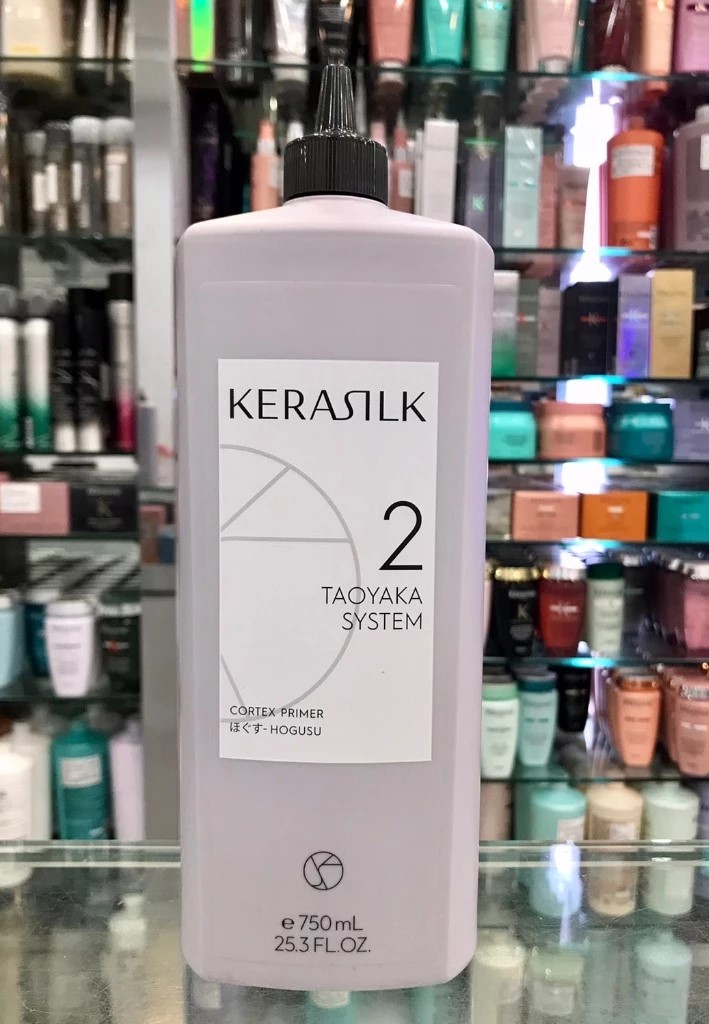 KERASILK
2
TAOYAKA
SYSTEM
CORTEX PRIMER
ほぐす- HOGUSU
e 750 mL
25.3 FL.OZ.